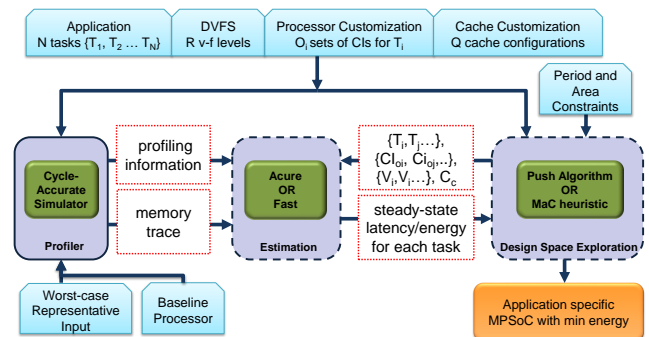 Application
N tasks {T1, T2 ... TN}
DVFS
R v-f levels
Processor Customization
Oi sets of CIs for Ti
Cache Customization
Q cache configurations
Period and
Area
Constraints
profiling
information
{Ti,Tj...},
{CIoi, Cioj,..},
{Vi,Vi...}, Cc
Cycle-
Accurate
Simulator
Profiler
Acure
OR
Fast
Estimation
Push Algorithm
OR
MaC heuristic
Design Space Exploration
memory
trace
steady-state
latency/energy
for each task
Worst-case
Representative
Input
Baseline
Processor
Application specific
MPSoC with min energy